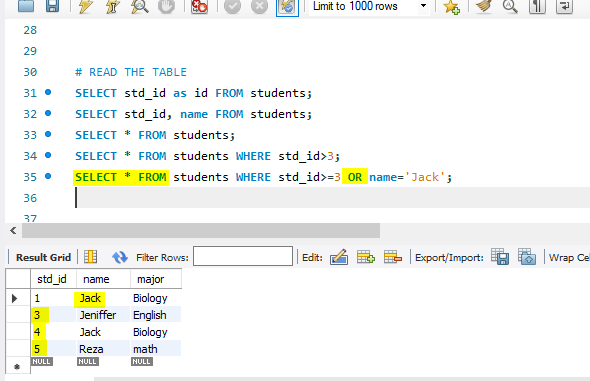 Limit to 1000 rows
28
29
30 # READ THE TABLE
31 SELECT std_id as id FROM students;
32 SELECT std_id, name FROM students;
33 SELECT * FROM students;
34 SELECT * FROM students WHERE std_id>3;
35 SELECT * FROM students WHERE std_id>=3 OR name='Jack';
36
37
Result Grid Filter Rows: Edit: Export/Import: Wrap Ce
std_id name major
1 Jack Biology
3 Jeniffer English
4 Jack Biology
5 Reza math
NULL NULL NULL